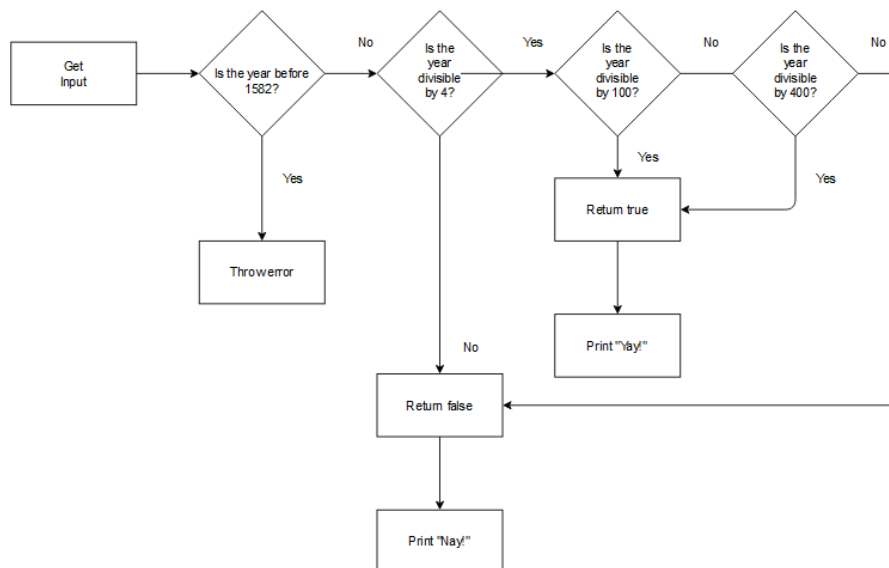 Get
Input
Is the year before
1582?
No
Is the
year
divisible
by 4?
Yes
Is the
year
divisible
by 100?
No
Is the
year
divisible
by 400?
No
Yes
Throw error
Yes
Return true
Yes
Print "Yay!"
No
Return false
Print "Nay!"